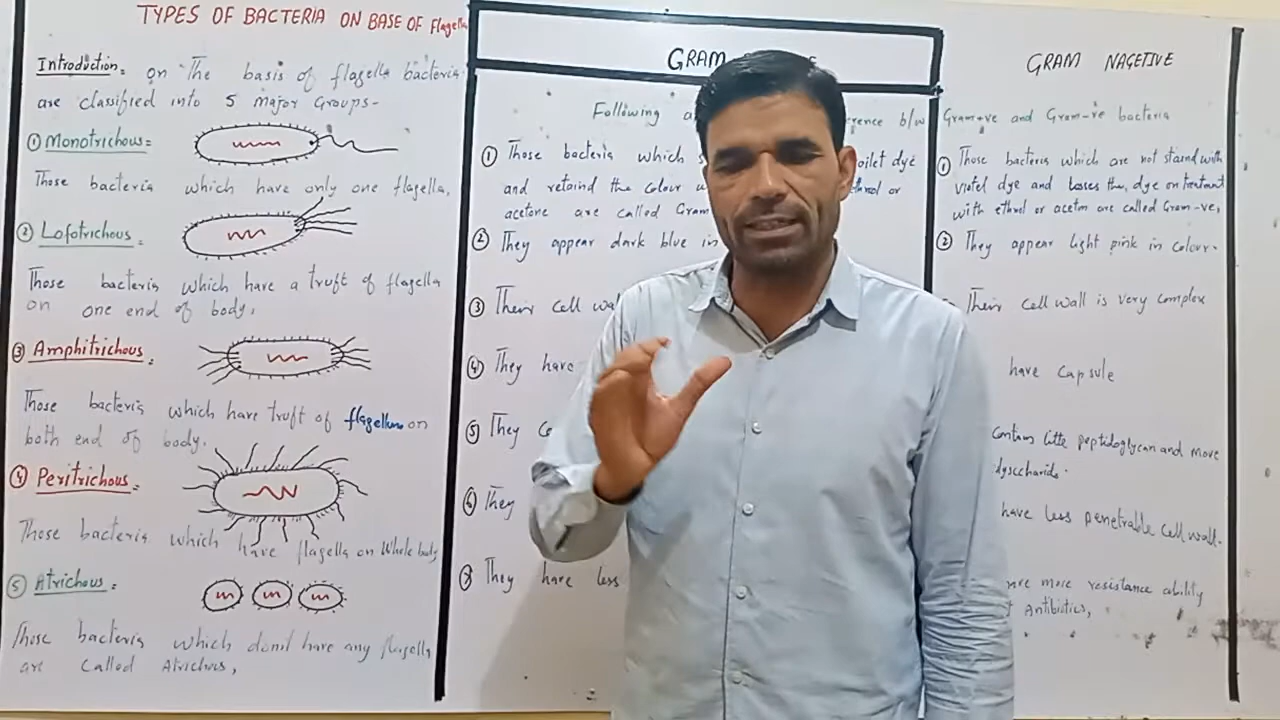 TYPES OF BACTERIA ON BASE OF flagella
Introduction: on The basis of flagella bacteria
are classified into 5 major Groups-
① Monotrichous:
Those bacteria which have only one flagella,
② Lofotrichous:
Those bacteria which have a truft of flagella
on one end of body,
③ Amphitrichous:
Those bacteria which have truft of flagellum on
both end of body.
④ Peritrichous:
Those bacteria which have flagella on Whole body
⑤ Atrichous:
Those bacteria which don't have any flagella
are called Atrichous,
GRAM
Following
① Those bacteria which
and retaind the colour
acetone are called Gram
② They appear dark blue in
③ Their cell
④ They have
⑤ They
⑥ They
⑦ They have less
dye
ethnol or
GRAM NAGETIVE
b/w Gram+ve and Gram-ve bacteria
① Those bacteria which are not staind with
violet dye and losses the, dye on treatant
with ethnol or aceton are called Gram-ve,
② They appear light pink in colour.
Their cell wall is very complex
have capsule
contain little peptidoglycan and more
have less penetrable cell wall.
more resistance ability
Antibiotics,